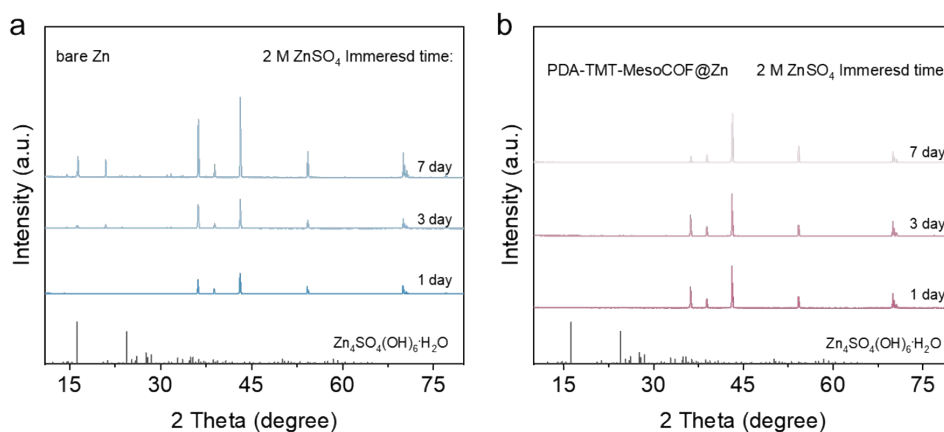 a
bare Zn
2 M ZnSO4 Immeresd time:
7 day
3 day
1 day
Zn4SO4(OH)6·H2O
Intensity (a.u.)
15 30 45 60 75
2 Theta (degree)
b
PDA-TMT-MesoCOF@Zn
2 M ZnSO4 Immeresd time
7 day
3 day
1 day
Zn4SO4(OH)6·H2O
Intensity (a.u.)
15 30 45 60 75
2 Theta (degree)